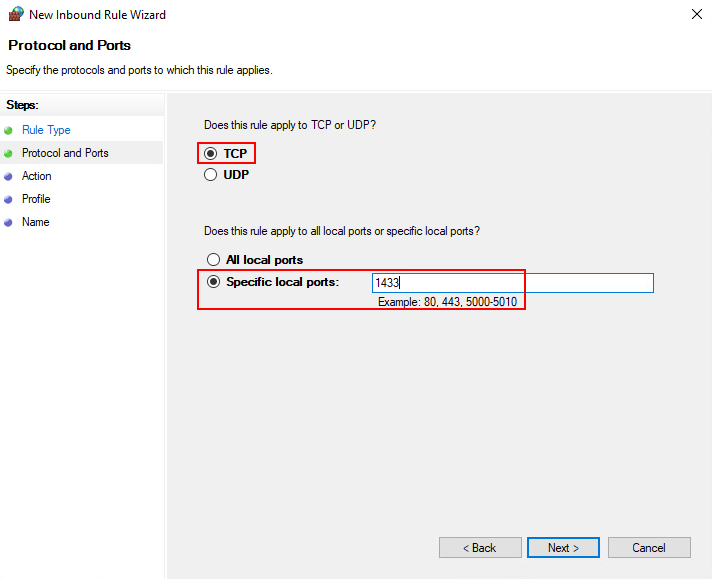 New Inbound Rule Wizard
Protocol and Ports
Specify the protocols and ports to which this rule applies.
Steps:
Rule Type
Protocol and Ports
Action
Profile
Name
Does this rule apply to TCP or UDP?
TCP
UDP
Does this rule apply to all local ports or specific local ports?
All local ports
Specific local ports: 1433
Example: 80, 443, 5000-5010
< Back Next > Cancel